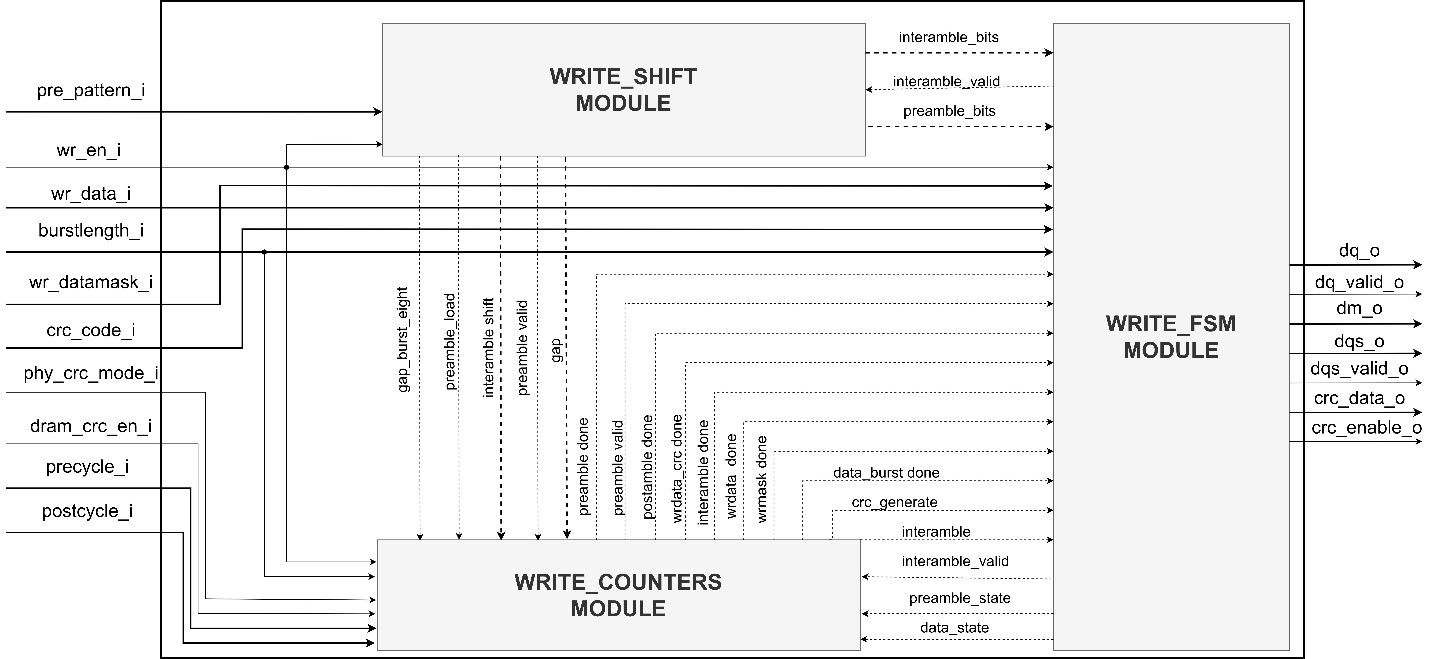 pre_pattern_i
wr_en_i
wr_data_i
burstlength_i
wr_datamask_i
crc_code_i
phy_crc_mode_i
dram_crc_en_i
precycle_i
postcycle_i
WRITE_SHIFT
MODULE
interamble_bits
interamble_valid
preamble_bits
gap_burst_eight
preamble_load
interamble shift
preamble valid
gap
preamble done
preamble valid
postamble done
wrdata_crc done
interamble done
wrdata done
wrmask done
data_burst done
crc_generate
interamble
interamble_valid
preamble_state
data_state
WRITE_COUNTERS
MODULE
WRITE_FSM
MODULE
dq_o
dq_valid_o
dm_o
dqs_o
dqs_valid_o
crc_data_o
crc_enable_o